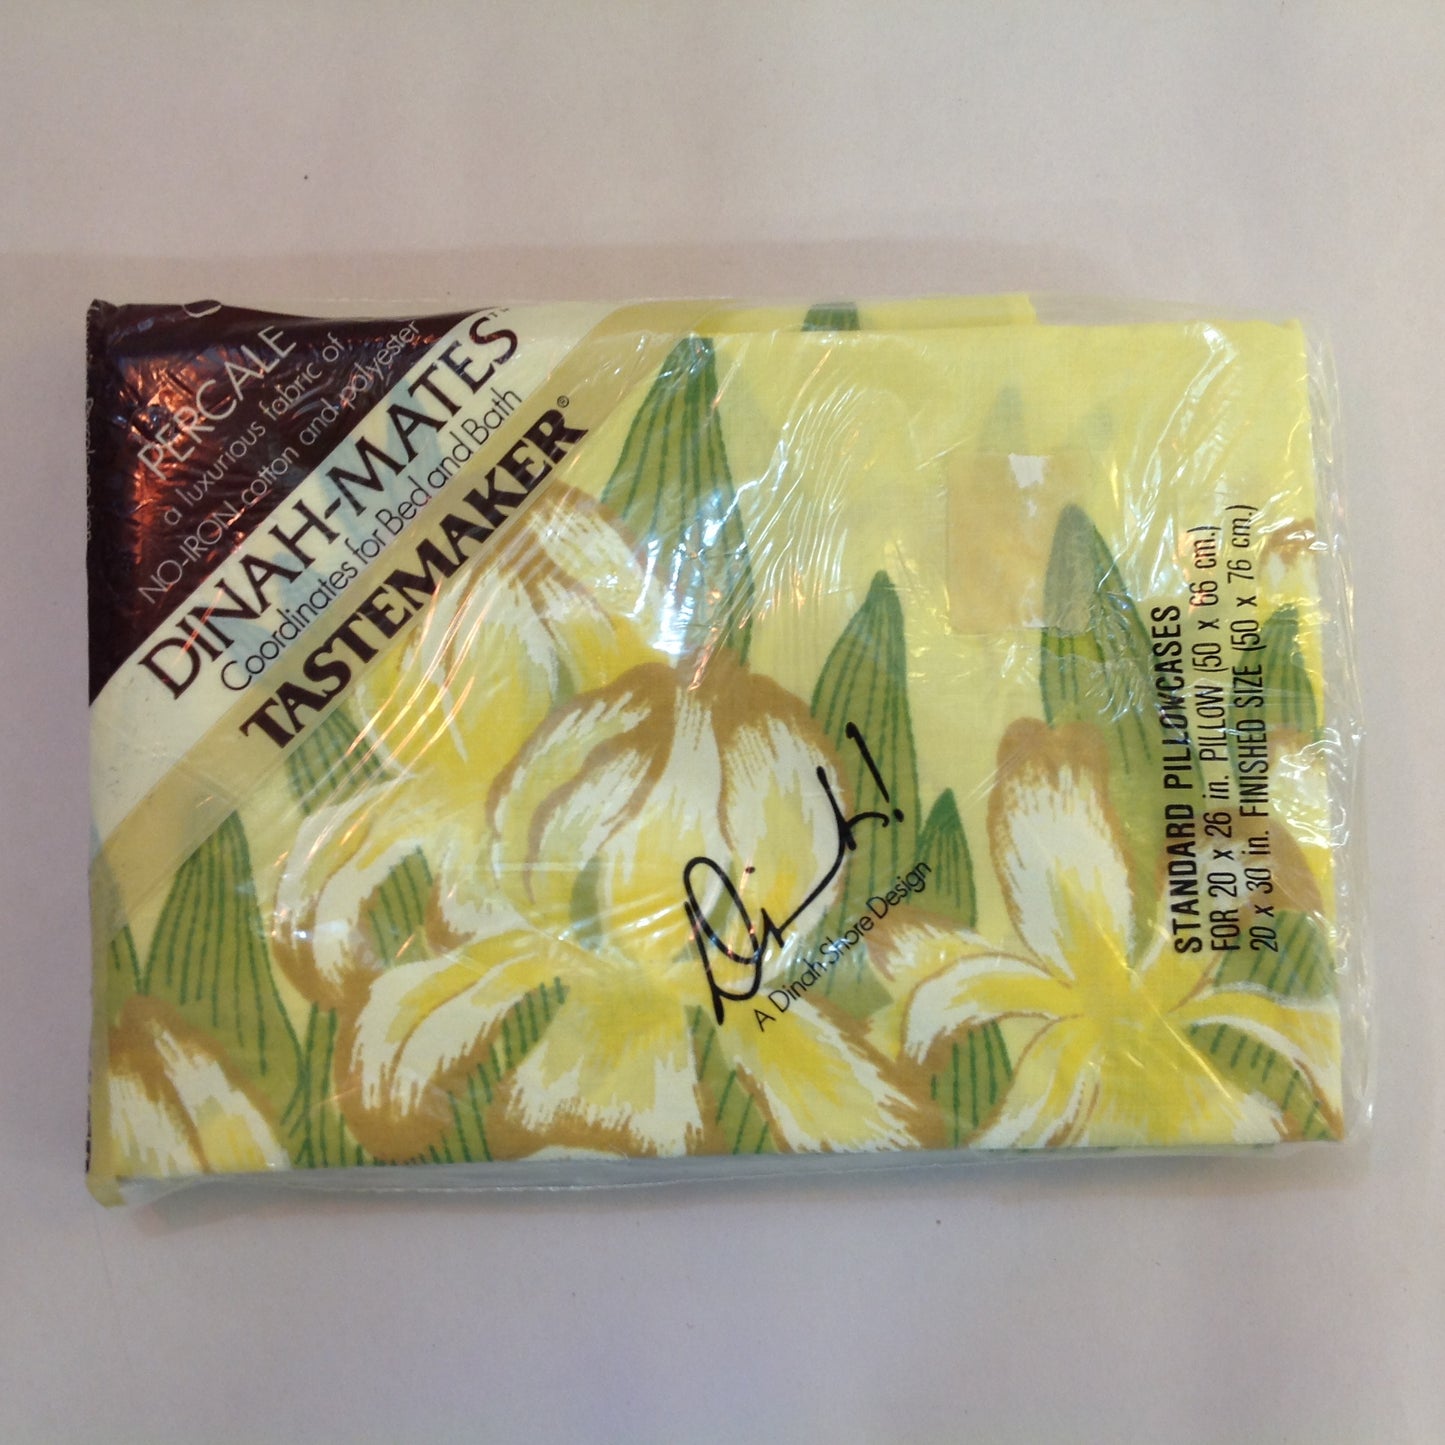 PERCALE
a luxurious fabric of
NO-IRON cotton and polyester
DINAH-MATES
Coordinates for Bed and Bath
TASTEMAKER®
Dinah!
A Dinah Shore Design
STANDARD PILLOWCASES
FOR 20 x 26 in. PILLOW (50 x 66 cm.)
20 x 30 in. FINISHED SIZE (50 x 76 cm.)